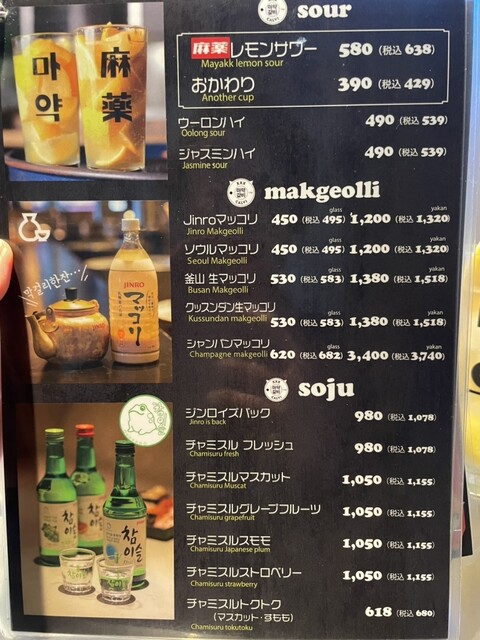 sour
麻薬レモンサワー 580 (税込 638)
Mayakk lemon sour
おかわり 390 (税込 429)
Another cup
ウーロンハイ 490 (税込 539)
Oolong sour
ジャスミンハイ 490 (税込 539)
Jasmine sour
마약
麻薬
makgeolli
glass yakan
Jinroマッコリ 450 (税込 495) 1,200 (税込 1,320)
Jinro Makgeolli
glass yakan
ソウルマッコリ 450 (税込 495) 1,200 (税込 1,320)
Seoul Makgeolli
glass yakan
釜山 生マッコリ 530 (税込 583) 1,380 (税込 1,518)
Busan Makgeolli
クッスンダン生マッコリ
glass yakan
Kussundan makgeolli 530 (税込 583) 1,380 (税込 1,518)
シャンパンマッコリ
glass yakan
Champagne makgeolli 620 (税込 682) 3,400 (税込 3,740)
막걸리한잔…
JINRO
マッコリ
soju
ジンロイズバック 980 (税込 1,078)
Jinro is back
チャミスル フレッシュ 980 (税込 1,078)
Chamisuru fresh
チャミスルマスカット 1,050 (税込 1,155)
Chamisuru Muscat
チャミスルグレープフルーツ 1,050 (税込 1,155)
Chamisuru grapefruit
チャミスルスモモ 1,050 (税込 1,155)
Chamisuru Japanese plum
チャミスルストロベリー 1,050 (税込 1,155)
Chamisuru strawberry
チャミスルトクトク
(マスカット・すもも) 618 (税込 680)
Chamisuru tokutoku
참이슬